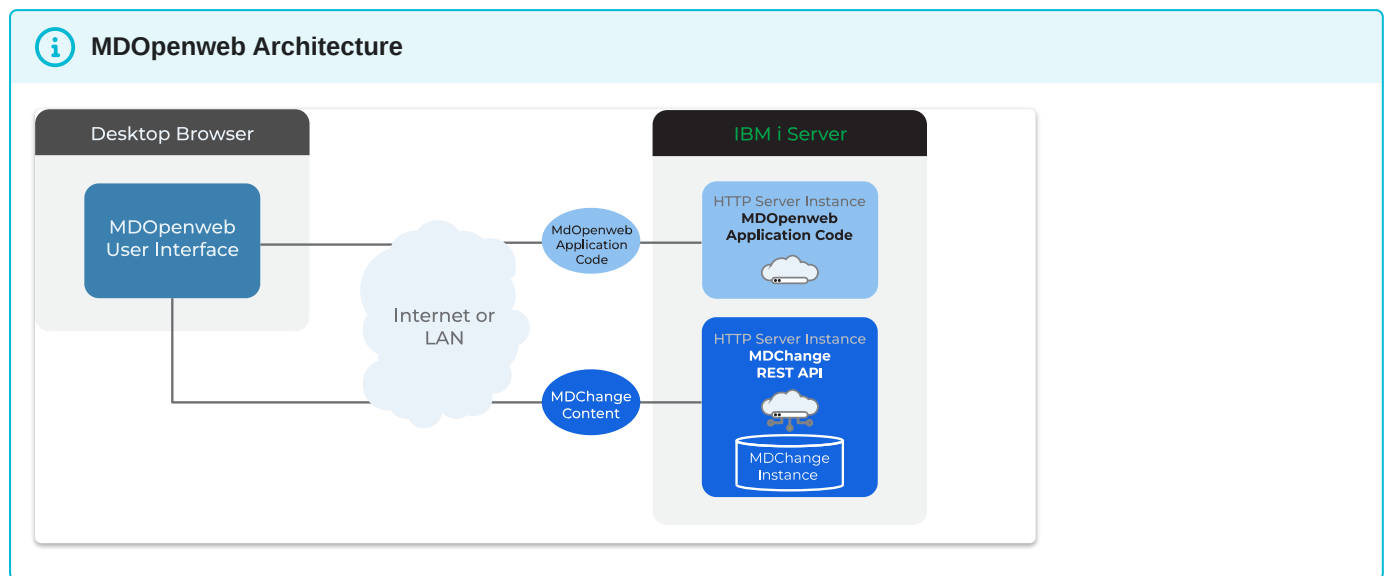 MDOpenweb Architecture
Desktop Browser
MDOpenweb
User Interface
Internet or
LAN
MdOpenweb
Application
Code
MDChange
Content
IBM i Server
HTTP Server Instance
MDOpenweb
Application Code
HTTP Server Instance
MDChange
REST API
MDChange
Instance